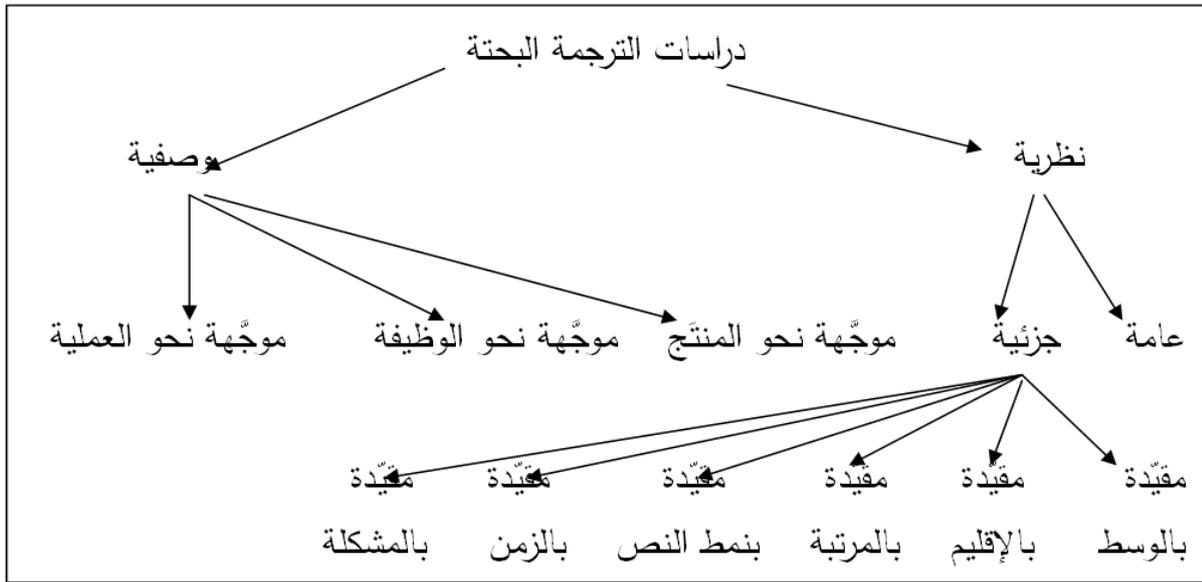 دراسات الترجمة البحتة
نظرية وصفية
عامة جزئية موجَّهة نحو المنتَج موجَّهة نحو الوظيفة موجَّهة نحو العملية
مقيّدة مقيّدة مقيّدة مقيّدة مقيّدة مقيّدة
بالوسط بالإقليم بالمرتبة بنمط النص بالزمن بالمشكلة